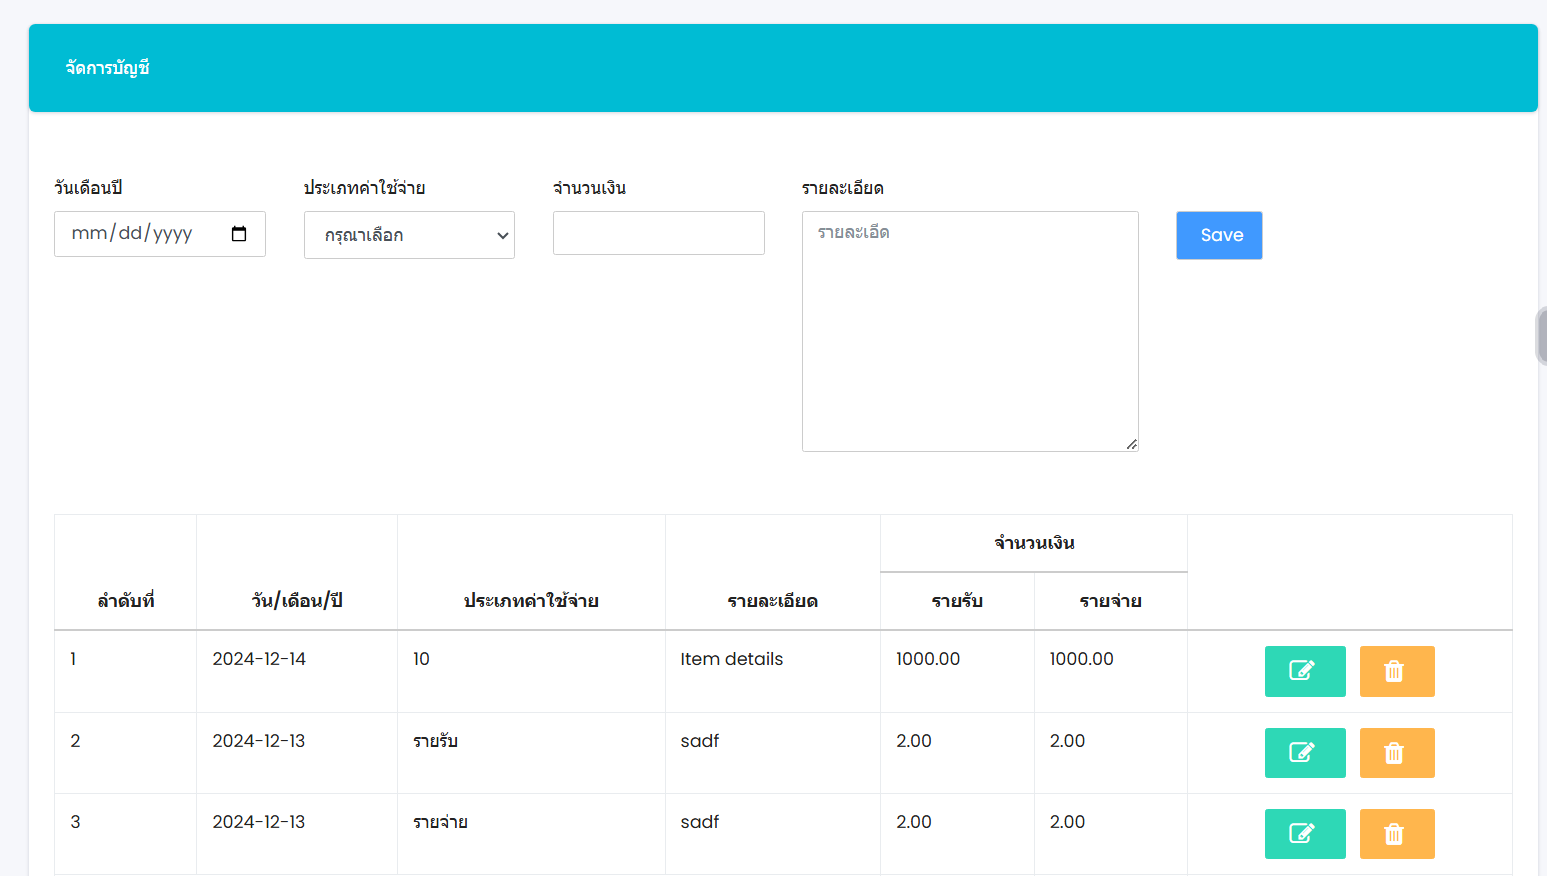 จัดการบัญชี
วันเดือนปี ประเภทค่าใช้จ่าย จำนวนเงิน รายละเอียด
mm/dd/yyyy กรุณาเลือก รายละเอีด Save
จำนวนเงิน
ลำดับที่ วัน/เดือน/ปี ประเภทค่าใช้จ่าย รายละเอียด รายรับ รายจ่าย
1 2024-12-14 10 Item details 1000.00 1000.00
2 2024-12-13 รายรับ sadf 2.00 2.00
3 2024-12-13 รายจ่าย sadf 2.00 2.00